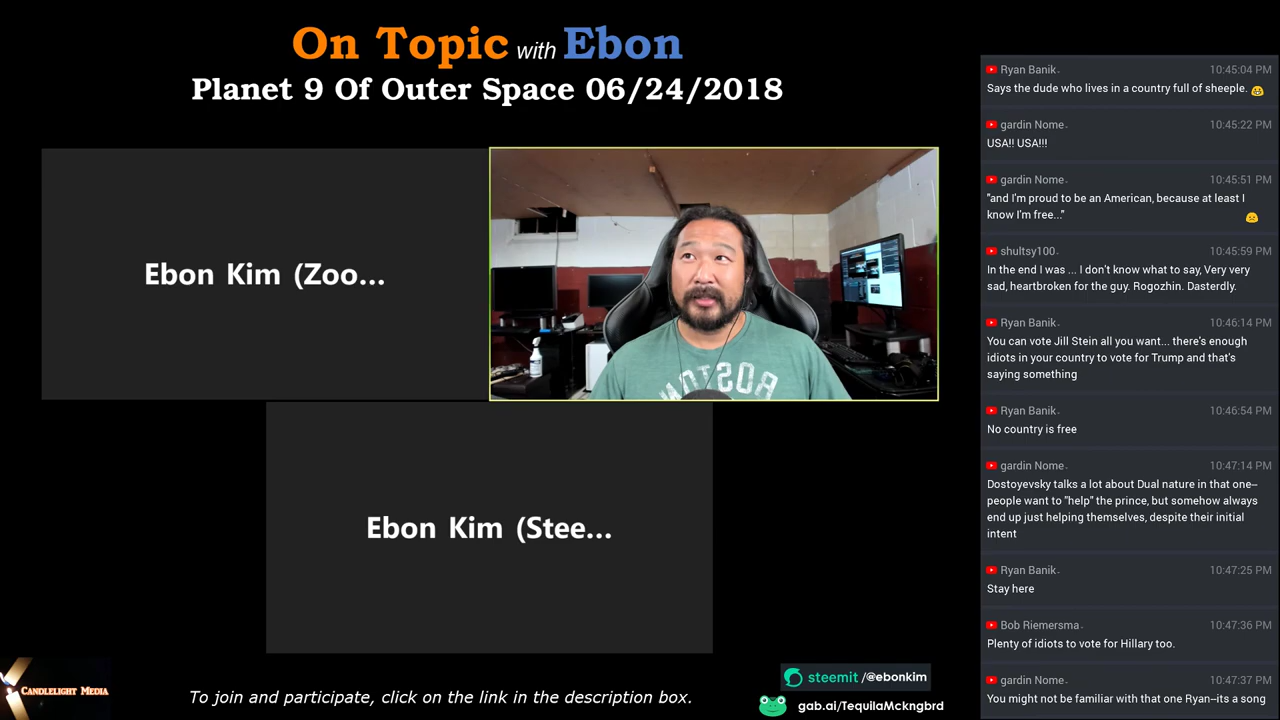 On Topic with Ebon
Planet 9 Of Outer Space 06/24/2018
Ebon Kim (Zoo...
BOSTON
Ebon Kim (Stee...
CANDLELIGHT MEDIA
To join and participate, click on the link in the description box.
steemit /@ebonkim
gab.ai/TequilaMckngbrd
Ryan Banik 10:45:04 PM
Says the dude who lives in a country full of sheeple.
gardin Nome 10:45:22 PM
USA!! USA!!!
gardin Nome 10:45:51 PM
"and I'm proud to be an American, because at least I
know I'm free..."
shultsy100 10:45:59 PM
In the end I was ... I don't know what to say, Very very
sad, heartbroken for the guy. Rogozhin. Dasterdly.
Ryan Banik 10:46:14 PM
You can vote Jill Stein all you want... there's enough
idiots in your country to vote for Trump and that's
saying something
Ryan Banik 10:46:54 PM
No country is free
gardin Nome 10:47:14 PM
Dostoyevsky talks a lot about Dual nature in that one--
people want to "help" the prince, but somehow always
end up just helping themselves, despite their initial
intent
Ryan Banik 10:47:25 PM
Stay here
Bob Riemersma 10:47:36 PM
Plenty of idiots to vote for Hillary too.
gardin Nome 10:47:37 PM
You might not be familiar with that one Ryan--its a song